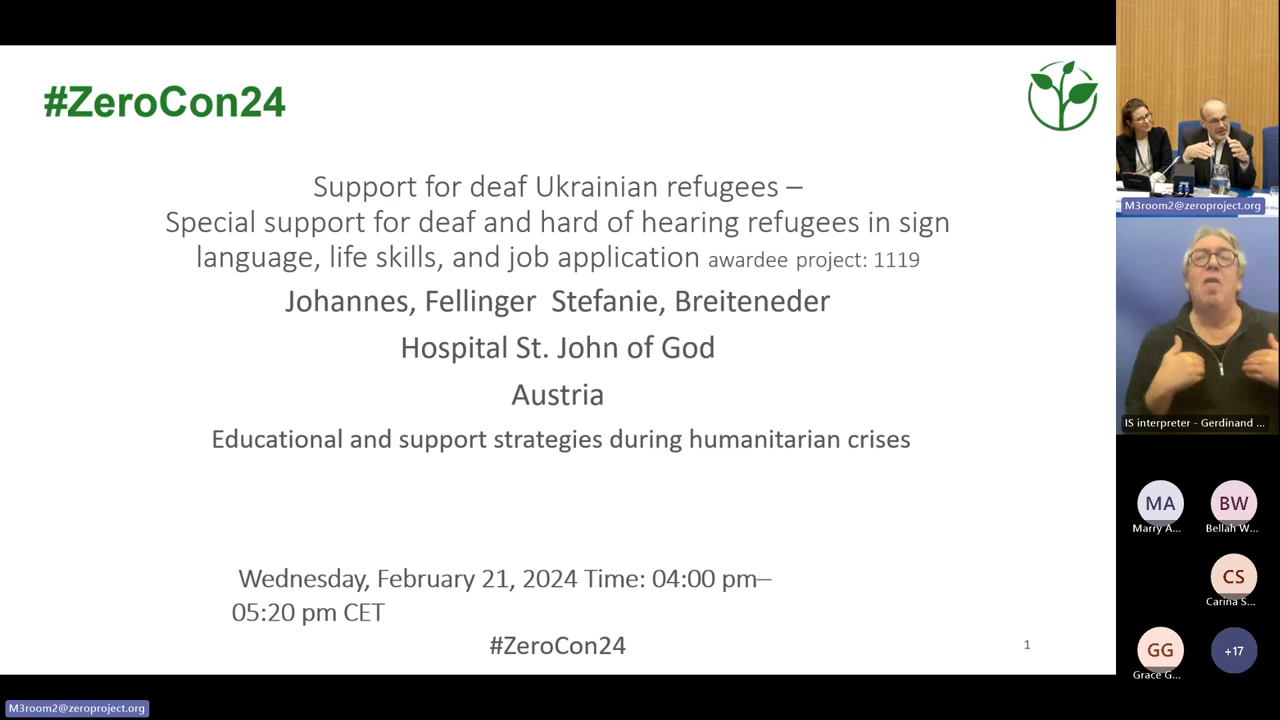 #ZeroCon24
Support for deaf Ukrainian refugees –
Special support for deaf and hard of hearing refugees in sign
language, life skills, and job application awardee project: 1119
Johannes, Fellinger Stefanie, Breiteneder
Hospital St. John of God
Austria
Educational and support strategies during humanitarian crises
Wednesday, February 21, 2024 Time: 04:00 pm–
05:20 pm CET
#ZeroCon24
1
M3room2@zeroproject.org
IS interpreter - Gerdinand ...
MA
Marry A...
BW
Bellah W...
CS
Carina S...
GG
Grace G...
+17
M3room2@zeroproject.org